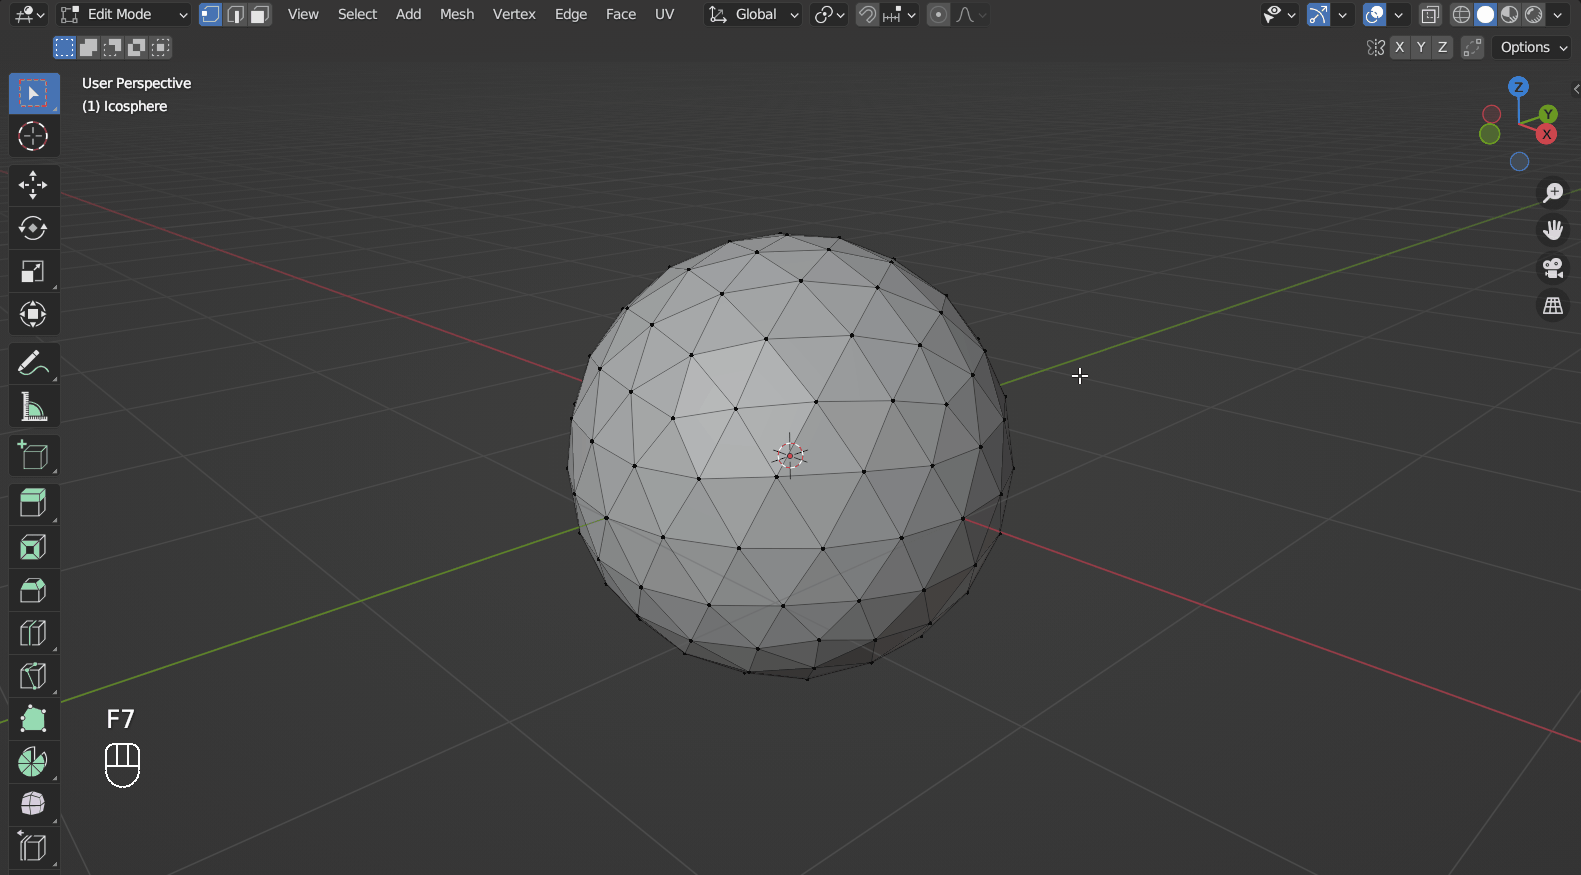 Edit Mode View Select Add Mesh Vertex Edge Face UV Global
X Y Z Options
User Perspective
(1) Icosphere
Z
Y
X
F7